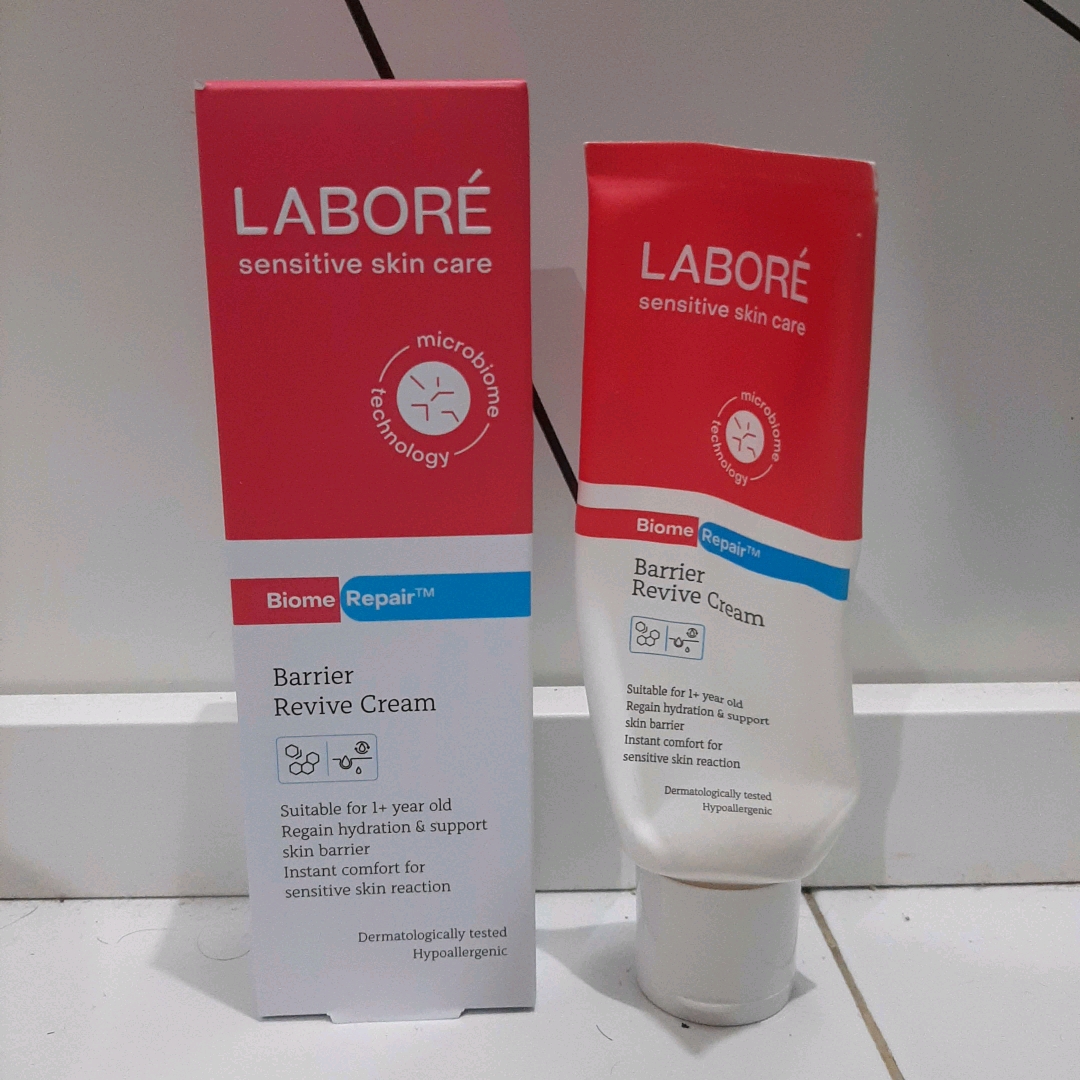 LABORÉ
sensitive skin care
microbiome
technology
Biome Repair™
Barrier
Revive Cream
Suitable for 1+ year old
Regain hydration & support
skin barrier
Instant comfort for
sensitive skin reaction
Dermatologically tested
Hypoallergenic
LABORÉ
sensitive skin care
microbiome
technology
Biome Repair™
Barrier
Revive Cream
Suitable for 1+ year old
Regain hydration & support
skin barrier
Instant comfort for
sensitive skin reaction
Dermatologically tested
Hypoallergenic